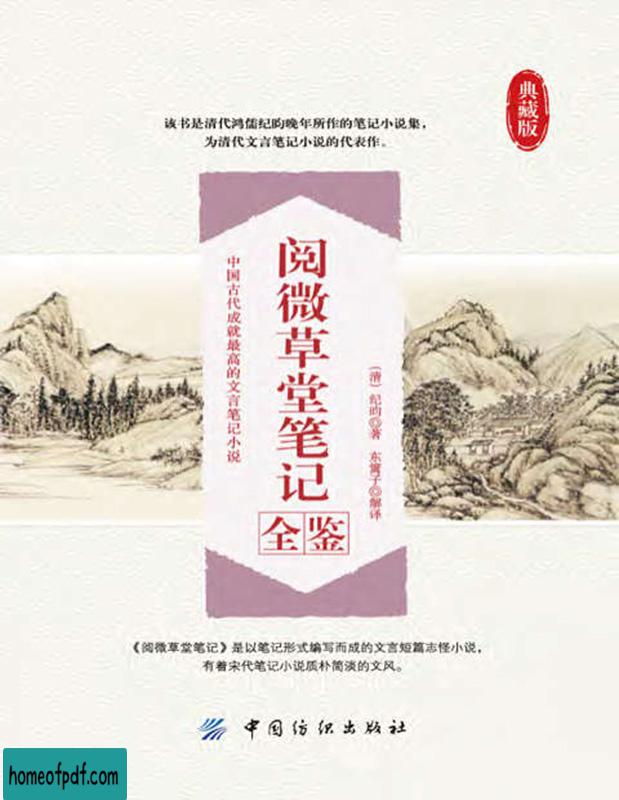 典藏版
该书是清代鸿儒纪昀晚年所作的笔记小说集，
为清代文言笔记小说的代表作。
阅微草堂笔记
全鉴
中国古代成就最高的文言笔记小说
（清）纪昀◎著 东篱子◎解译
《阅微草堂笔记》是以笔记形式编写而成的文言短篇志怪小说，
有着宋代笔记小说质朴简淡的文风。
中国纺织出版社
homeofpdf.com